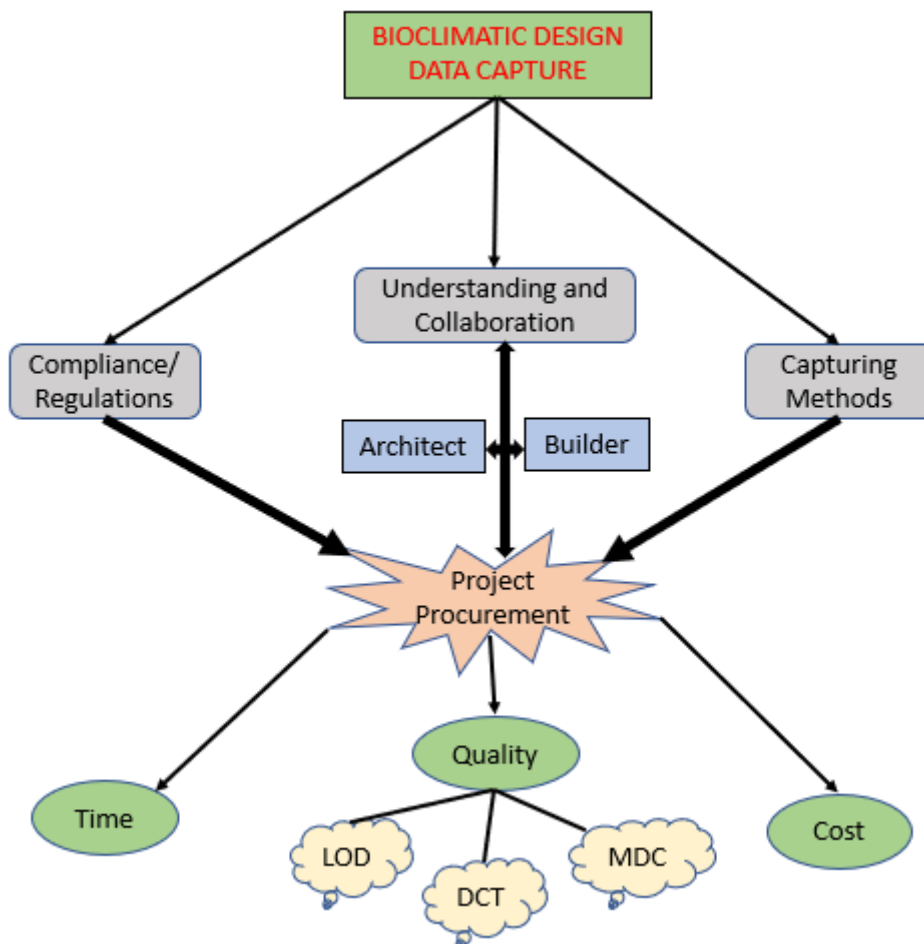 BIOCLIMATIC DESIGN
DATA CAPTURE
Understanding and
Collaboration
Compliance/
Regulations
Capturing
Methods
Architect
Builder
Project
Procurement
Quality
Time
Cost
LOD
MDC
DCT